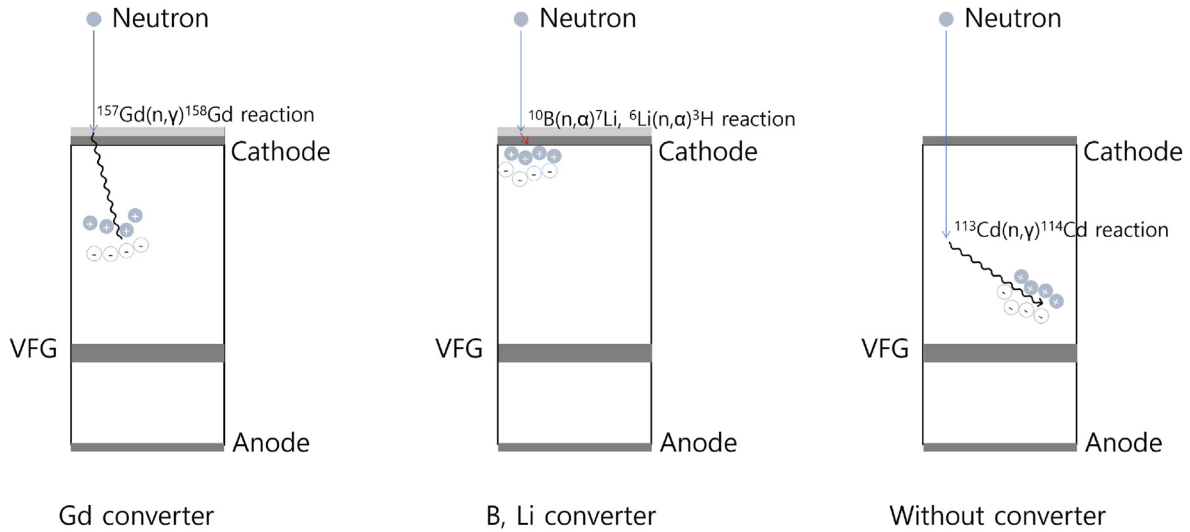 Neutron
Neutron
Neutron
¹⁵⁷Gd(n,γ)¹⁵⁸Gd reaction
¹⁰B(n,α)⁷Li, ⁶Li(n,α)³H reaction
Cathode
Cathode
Cathode
¹¹³Cd(n,γ)¹¹⁴Cd reaction
VFG
VFG
VFG
Anode
Anode
Anode
Gd converter
B, Li converter
Without converter